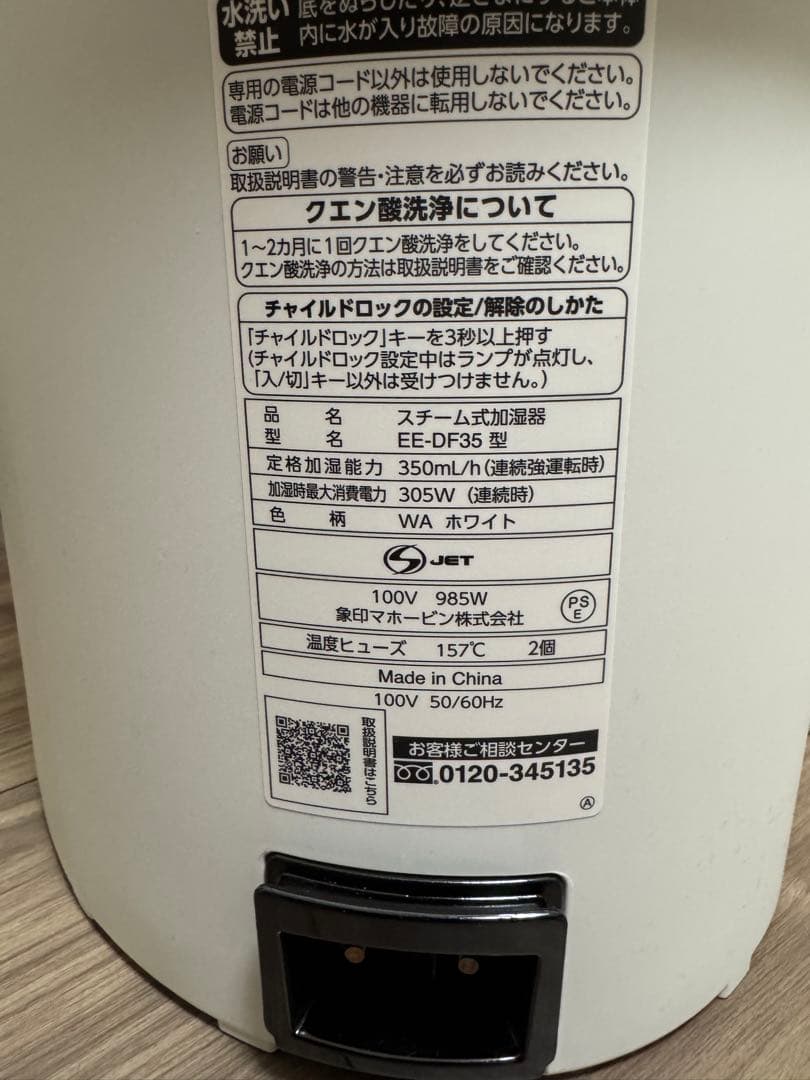 水洗い
禁止
内に水が入り故障の原因になります。
専用の電源コード以外は使用しないでください。
電源コードは他の機器に転用しないでください。
お願い
取扱説明書の警告・注意を必ずお読みください。
クエン酸洗浄について
1～2カ月に1回クエン酸洗浄をしてください。
クエン酸洗浄の方法は取扱説明書をご確認ください。
チャイルドロックの設定/解除のしかた
「チャイルドロック」キーを3秒以上押す
(チャイルドロック設定中はランプが点灯し、
「入/切」キー以外は受けつけません。)
品名 スチーム式加湿器
型名 EE-DF35 型
定格加湿能力 350mL/h（連続強運転時）
加湿時最大消費電力 305W（連続時）
色柄 WA ホワイト
JET
100V 985W
象印マホービン株式会社
PS
E
温度ヒューズ 157℃ 2個
Made in China
100V 50/60Hz
取扱説明書はこちら
お客様ご相談センター
0120-345135
A